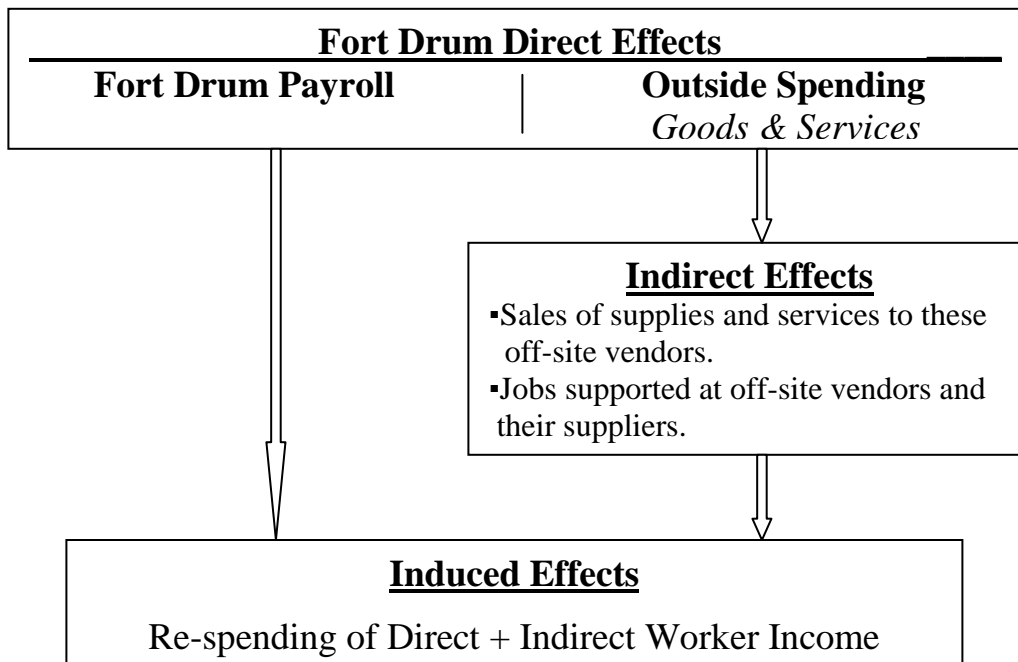 Fort Drum Direct Effects
Fort Drum Payroll
Outside Spending
Goods & Services
Indirect Effects
▪Sales of supplies and services to these
off-site vendors.
▪Jobs supported at off-site vendors and
their suppliers.
Induced Effects
Re-spending of Direct + Indirect Worker Income